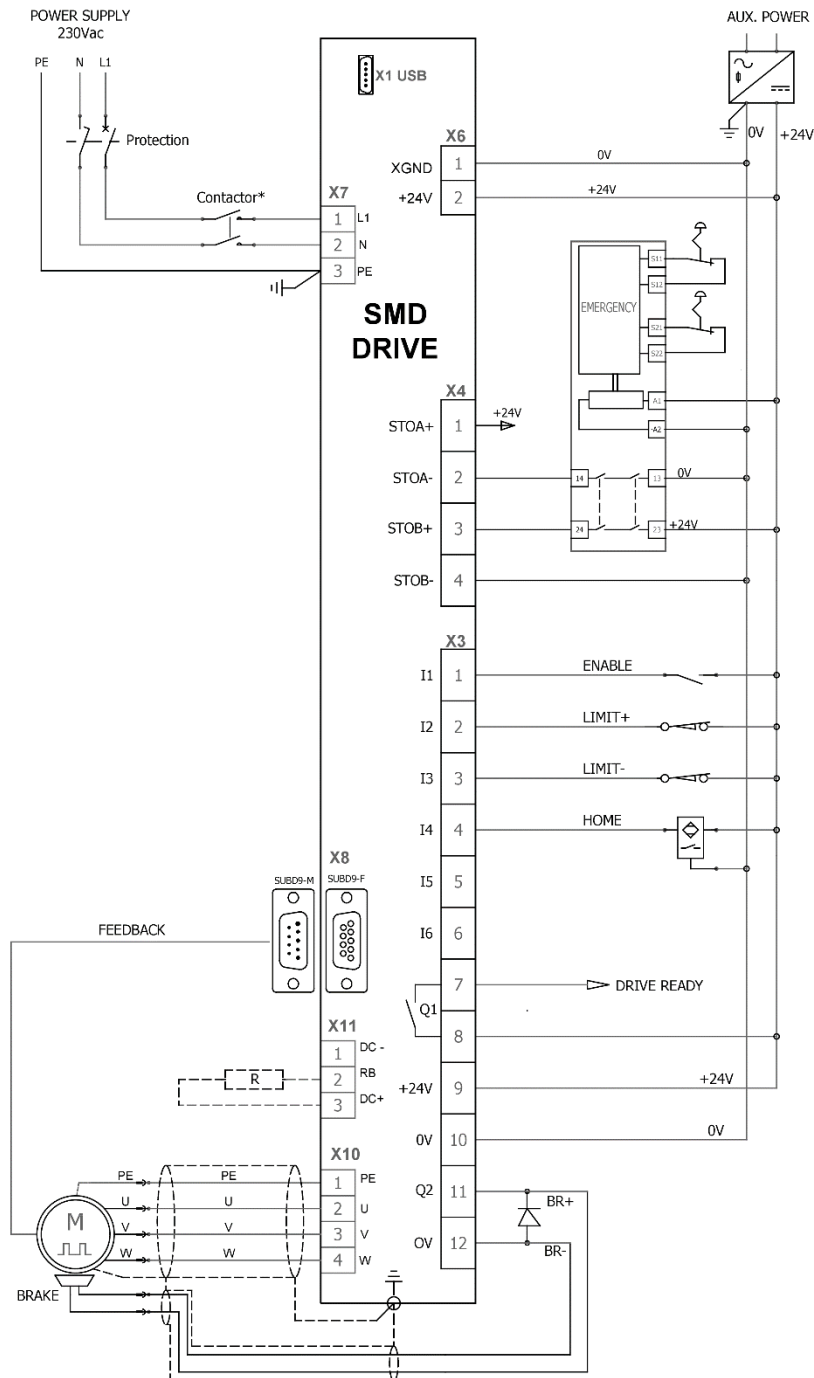 POWER SUPPLY
230Vac
PE N L1
Protection
Contactor*
AUX. POWER
0V +24V
X1 USB
X6
XGND 1 0V
+24V 2 +24V
X7
1 L1
2 N
3 PE
SMD
DRIVE
EMERGENCY
S11
S12
S21
S22
A1
A2
X4
STOA+ 1 +24V
STOA- 2 14 13 0V
STOB+ 3 24 23 +24V
STOB- 4
X3
I1 1 ENABLE
I2 2 LIMIT+
I3 3 LIMIT-
I4 4 HOME
I5 5
I6 6
7 DRIVE READY
Q1
8
+24V 9 +24V
0V 10 0V
Q2 11 BR+
OV 12 BR-
X8
SUBD9-M SUBD9-F
FEEDBACK
X11
1 DC -
R 2 RB
3 DC+
X10
PE PE 1 PE
U U 2 U
V V 3 V
W W 4 W
M
BRAKE